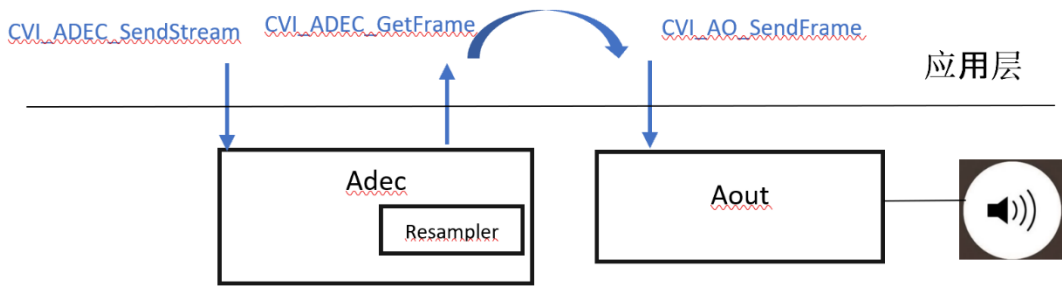 CVI_ADEC_SendStream
CVI_ADEC_GetFrame
CVI_AO_SendFrame
应用层
Adec
Resampler
Aout